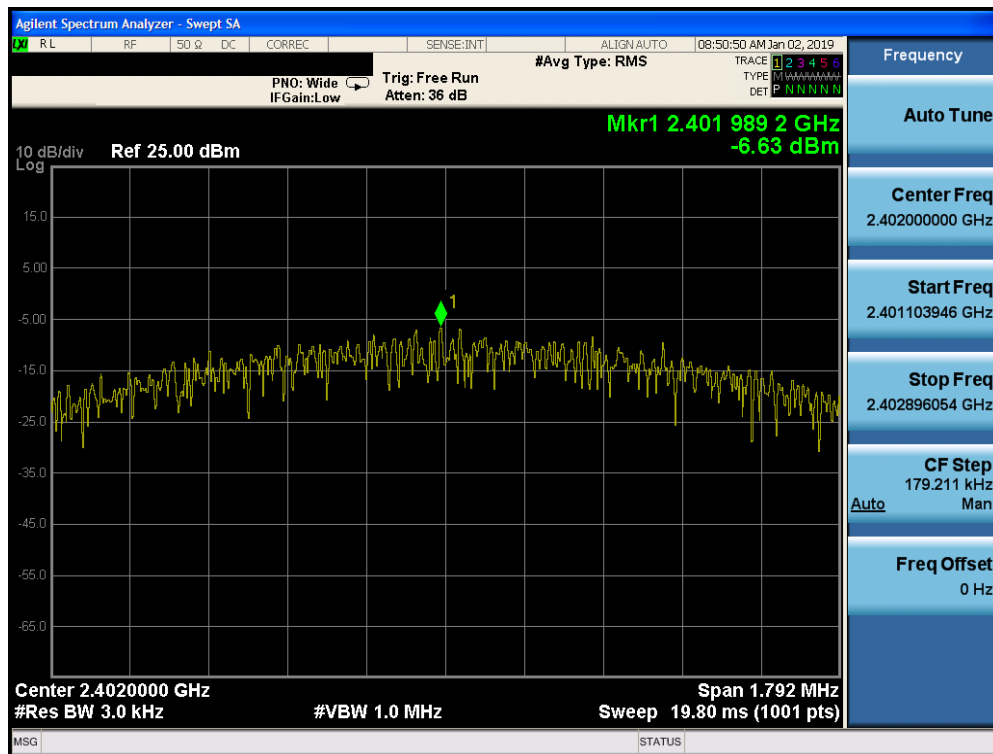 Agilent Spectrum Analyzer - Swept SA
LXI RL RF 50 Ω DC CORREC SENSE:INT ALIGN AUTO 08:50:50 AM Jan 02, 2019
#Avg Type: RMS
TRACE 1 2 3 4 5 6
PNO: Wide
Trig: Free Run
TYPE M
IFGain:Low
Atten: 36 dB
DET P N N N N N
Mkr1 2.401 989 2 GHz
-6.63 dBm
10 dB/div Ref 25.00 dBm
Log
15.0
5.00
1
-5.00
-15.0
-25.0
-35.0
-45.0
-55.0
-65.0
Center 2.4020000 GHz Span 1.792 MHz
#Res BW 3.0 kHz #VBW 1.0 MHz Sweep 19.80 ms (1001 pts)
MSG STATUS
Frequency
Auto Tune
Center Freq
2.402000000 GHz
Start Freq
2.401103946 GHz
Stop Freq
2.402896054 GHz
CF Step
179.211 kHz
Auto Man
Freq Offset
0 Hz